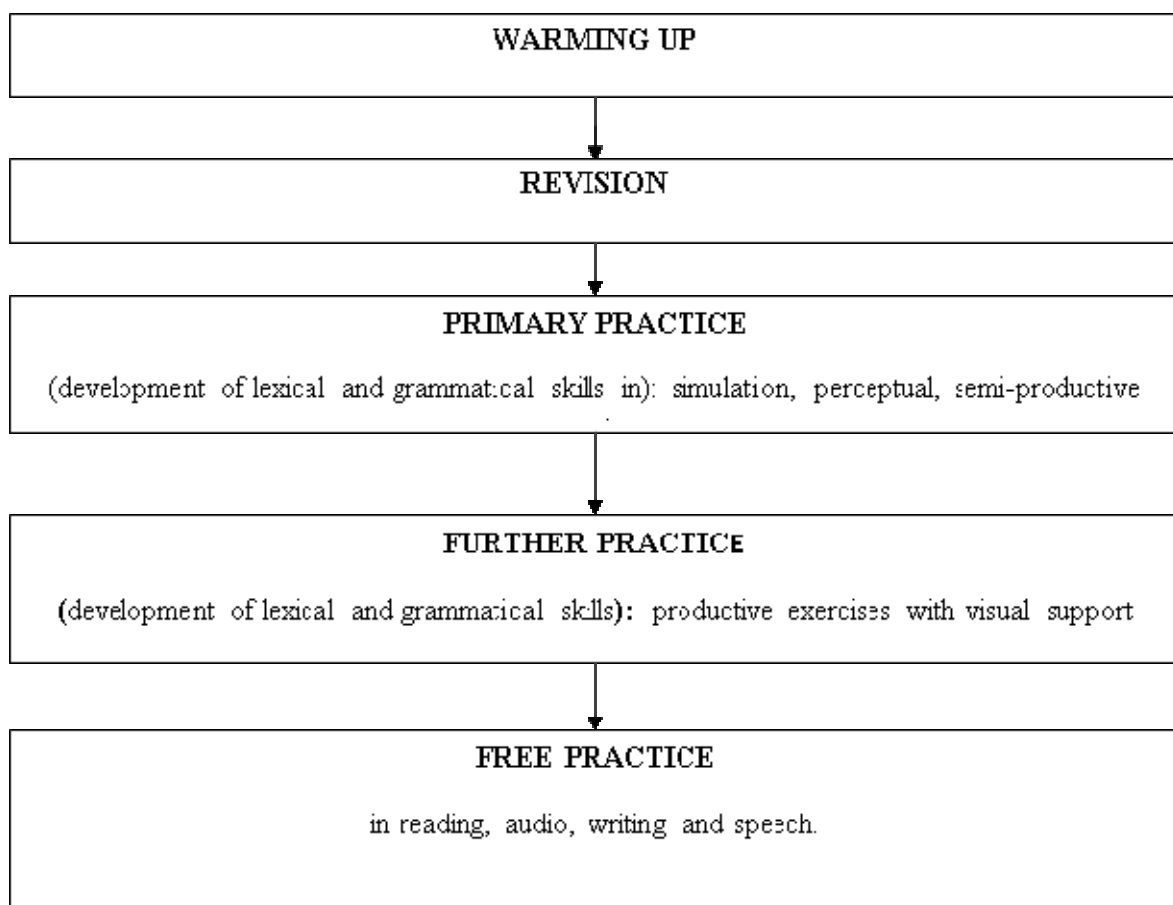 WARMING UP
REVISION
PRIMARY PRACTICE
(development of lexical and grammatical skills in): simulation, perceptual, semi-productive
.
FURTHER PRACTICE
(development of lexical and grammatical skills): productive exercises with visual support
FREE PRACTICE
in reading, audio, writing and speech.